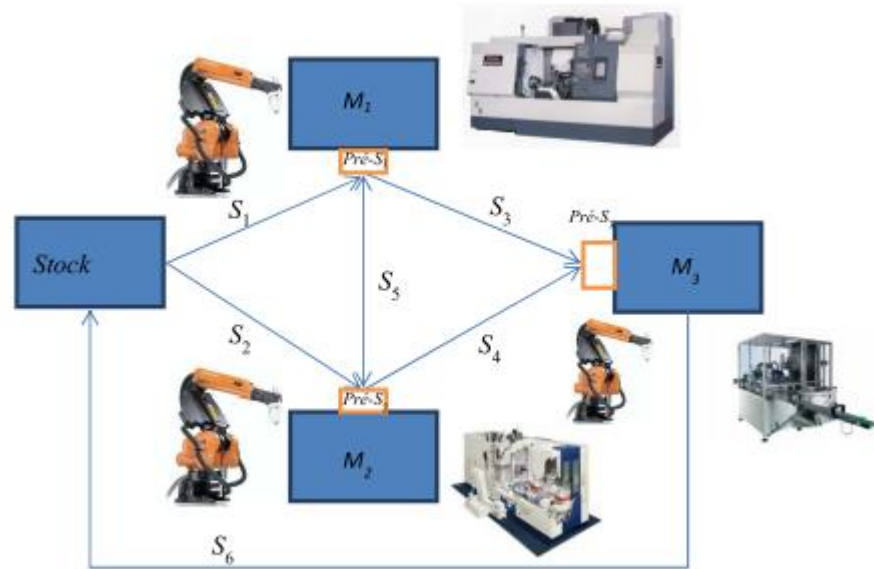 M₁
Pré-S
S₁
S₃
Pré-S
Stock
M₃
S₅
S₂
S₄
Pré-S
M₂
S₆